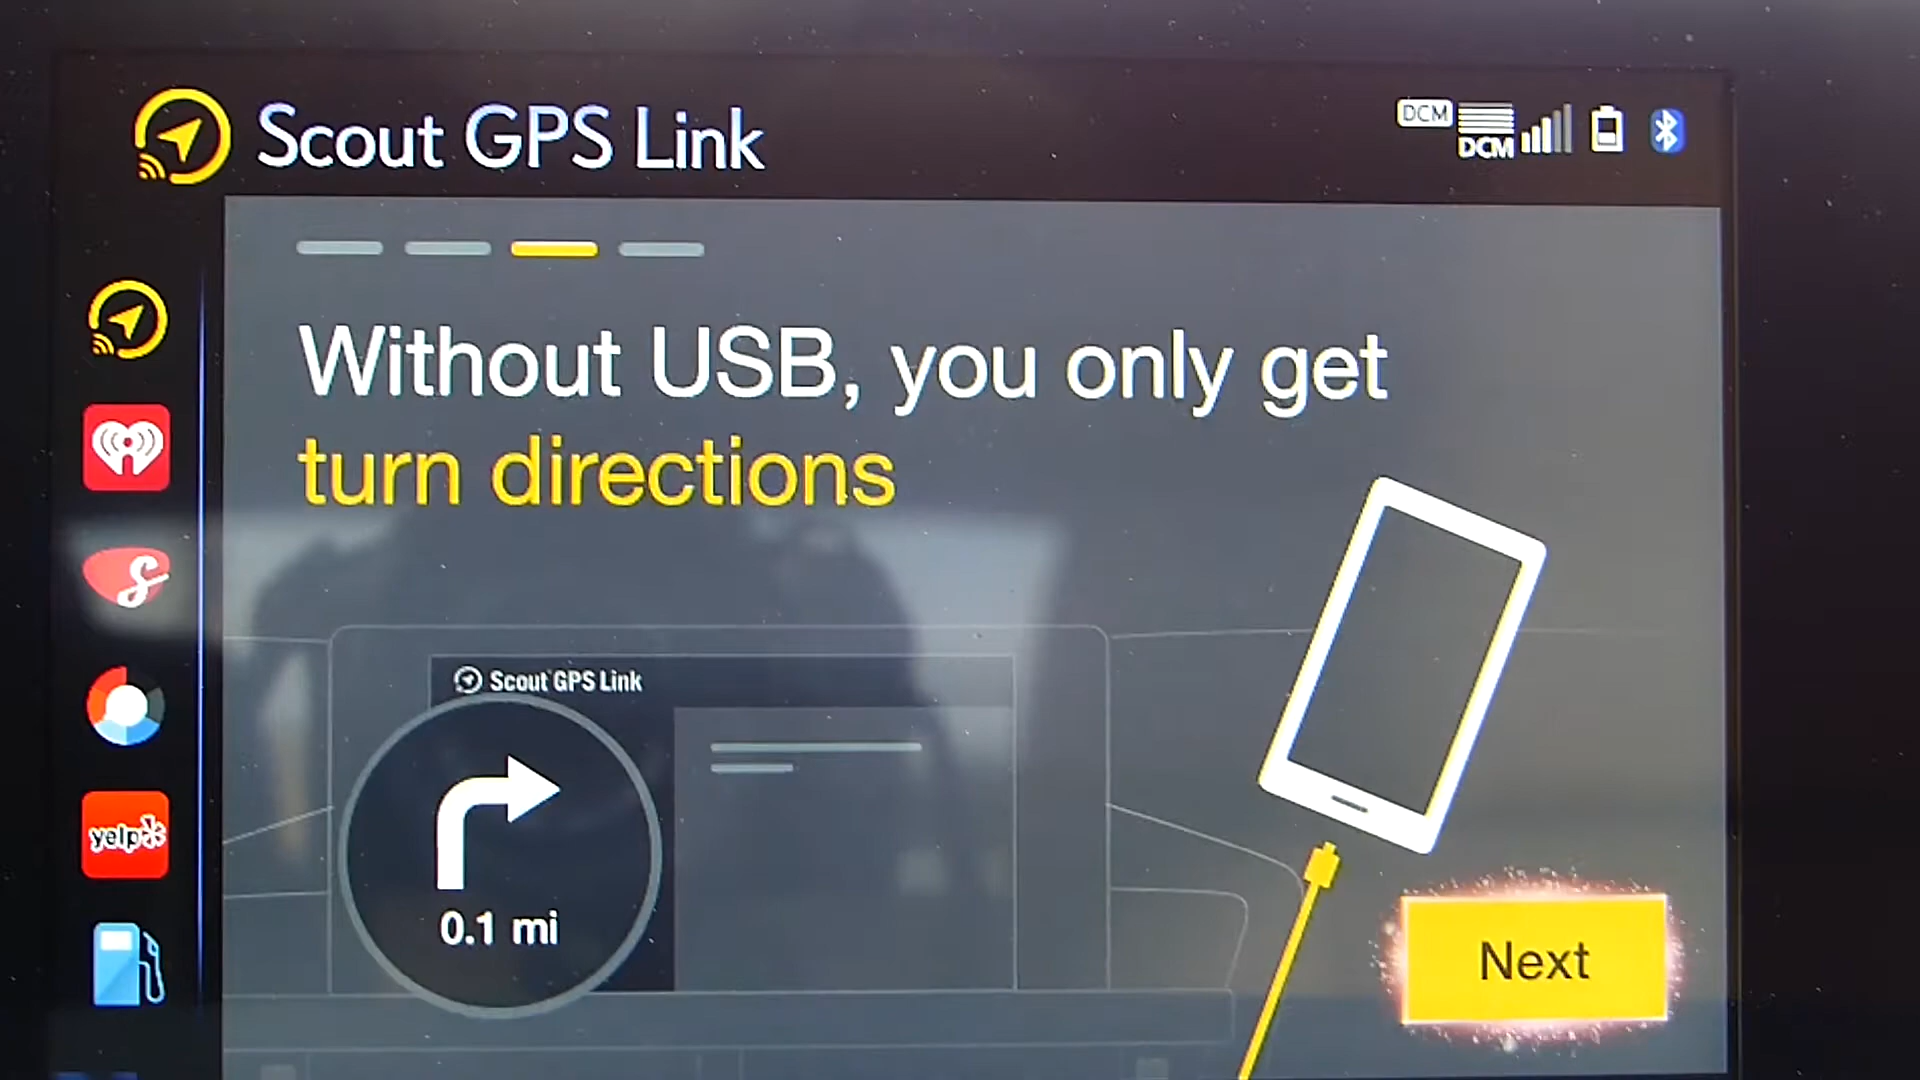 Scout GPS Link
DCM
DCM
Without USB, you only get
turn directions
Scout GPS Link
0.1 mi
yelp
Next